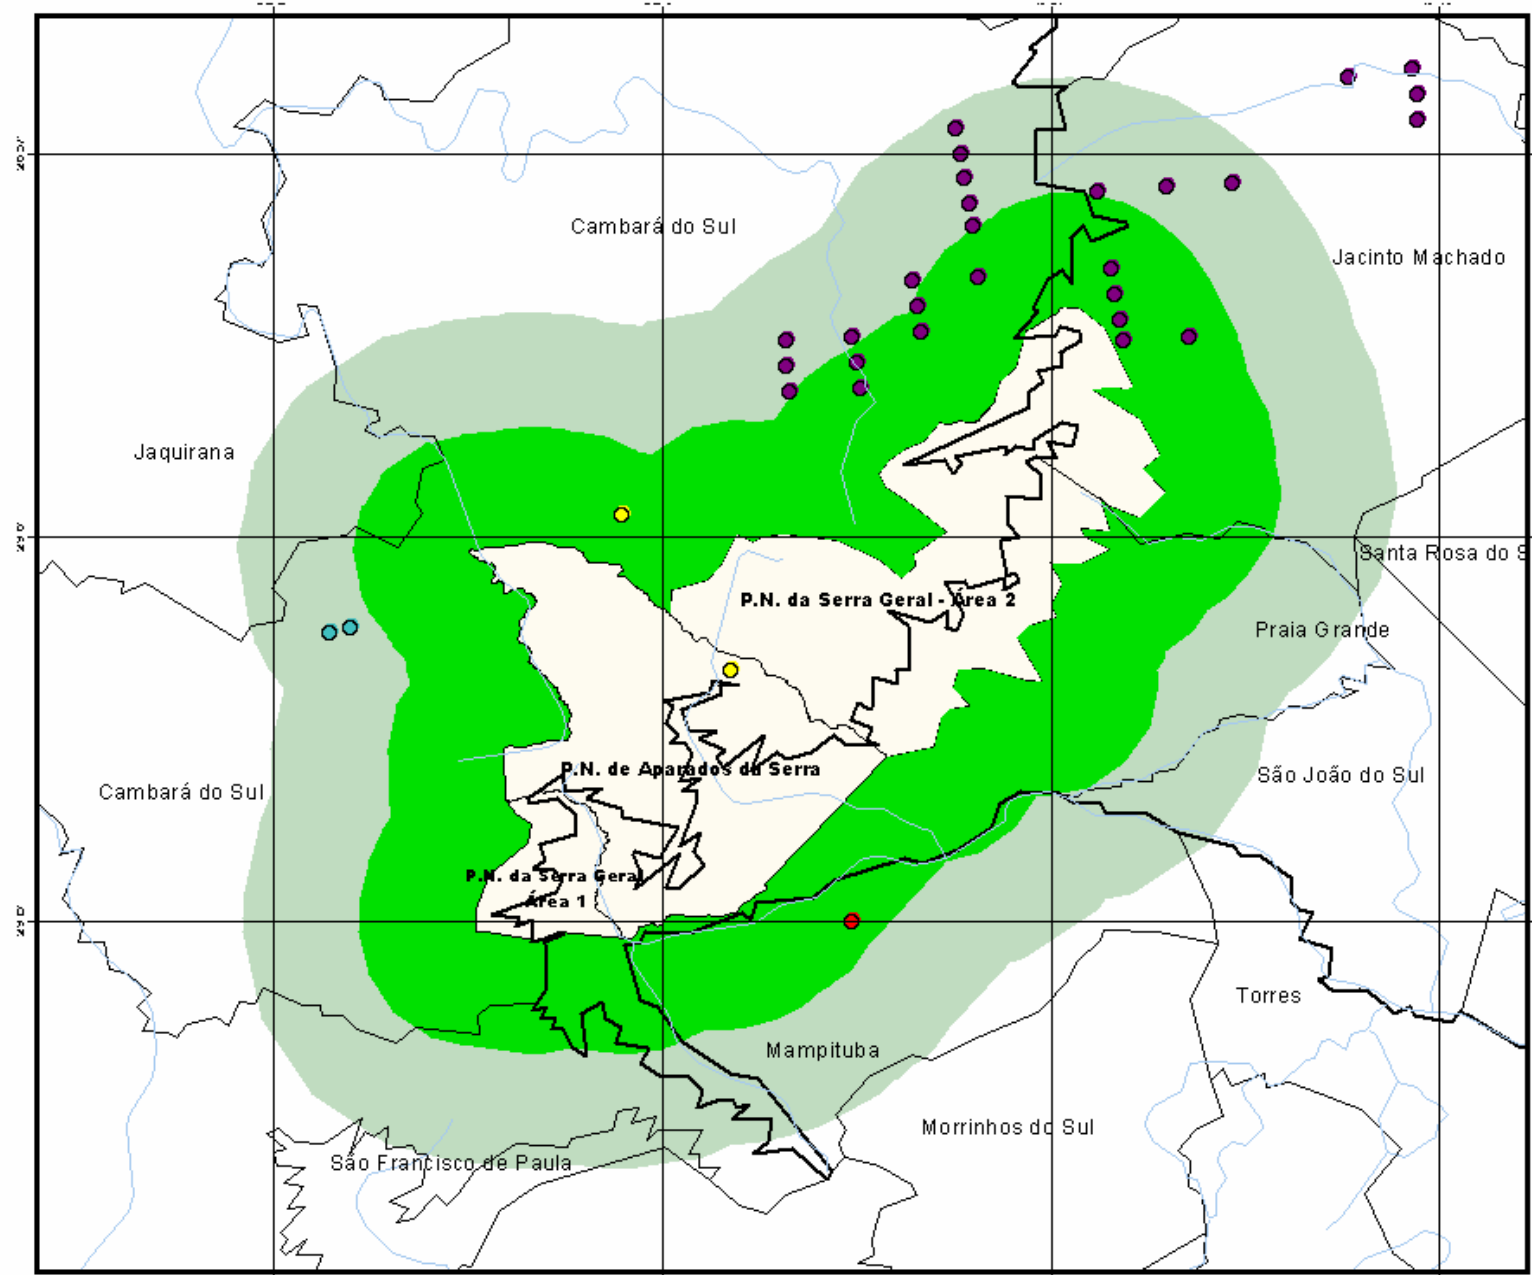 Cambará do Sul
Jacinto Machado
Jaquirana
Santa Rosa do S
P.N. da Serra Geral - Área 2
Praia Grande
P.N. de Aparados da Serra
São João do Sul
Cambará do Sul
P.N. da Serra Geral
Área 1
Torres
Mampituba
Morrinhos do Sul
São Francisco de Paula